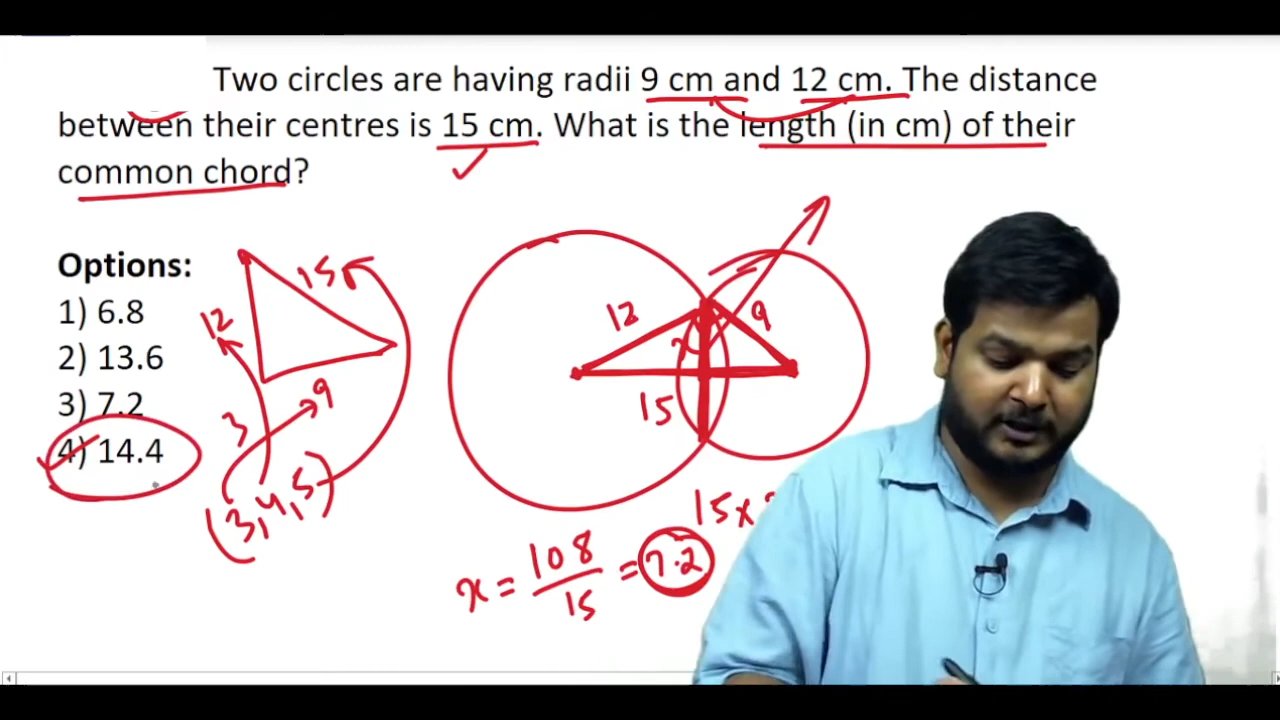 Two circles are having radii 9 cm and 12 cm. The distance
between their centres is 15 cm. What is the length (in cm) of their
common chord?
Options:
1) 6.8
2) 13.6
3) 7.2
4) 14.4
15
12
9
3
(3,4,5)
12
9
x
15
15x
x = 108/15 = 7.2